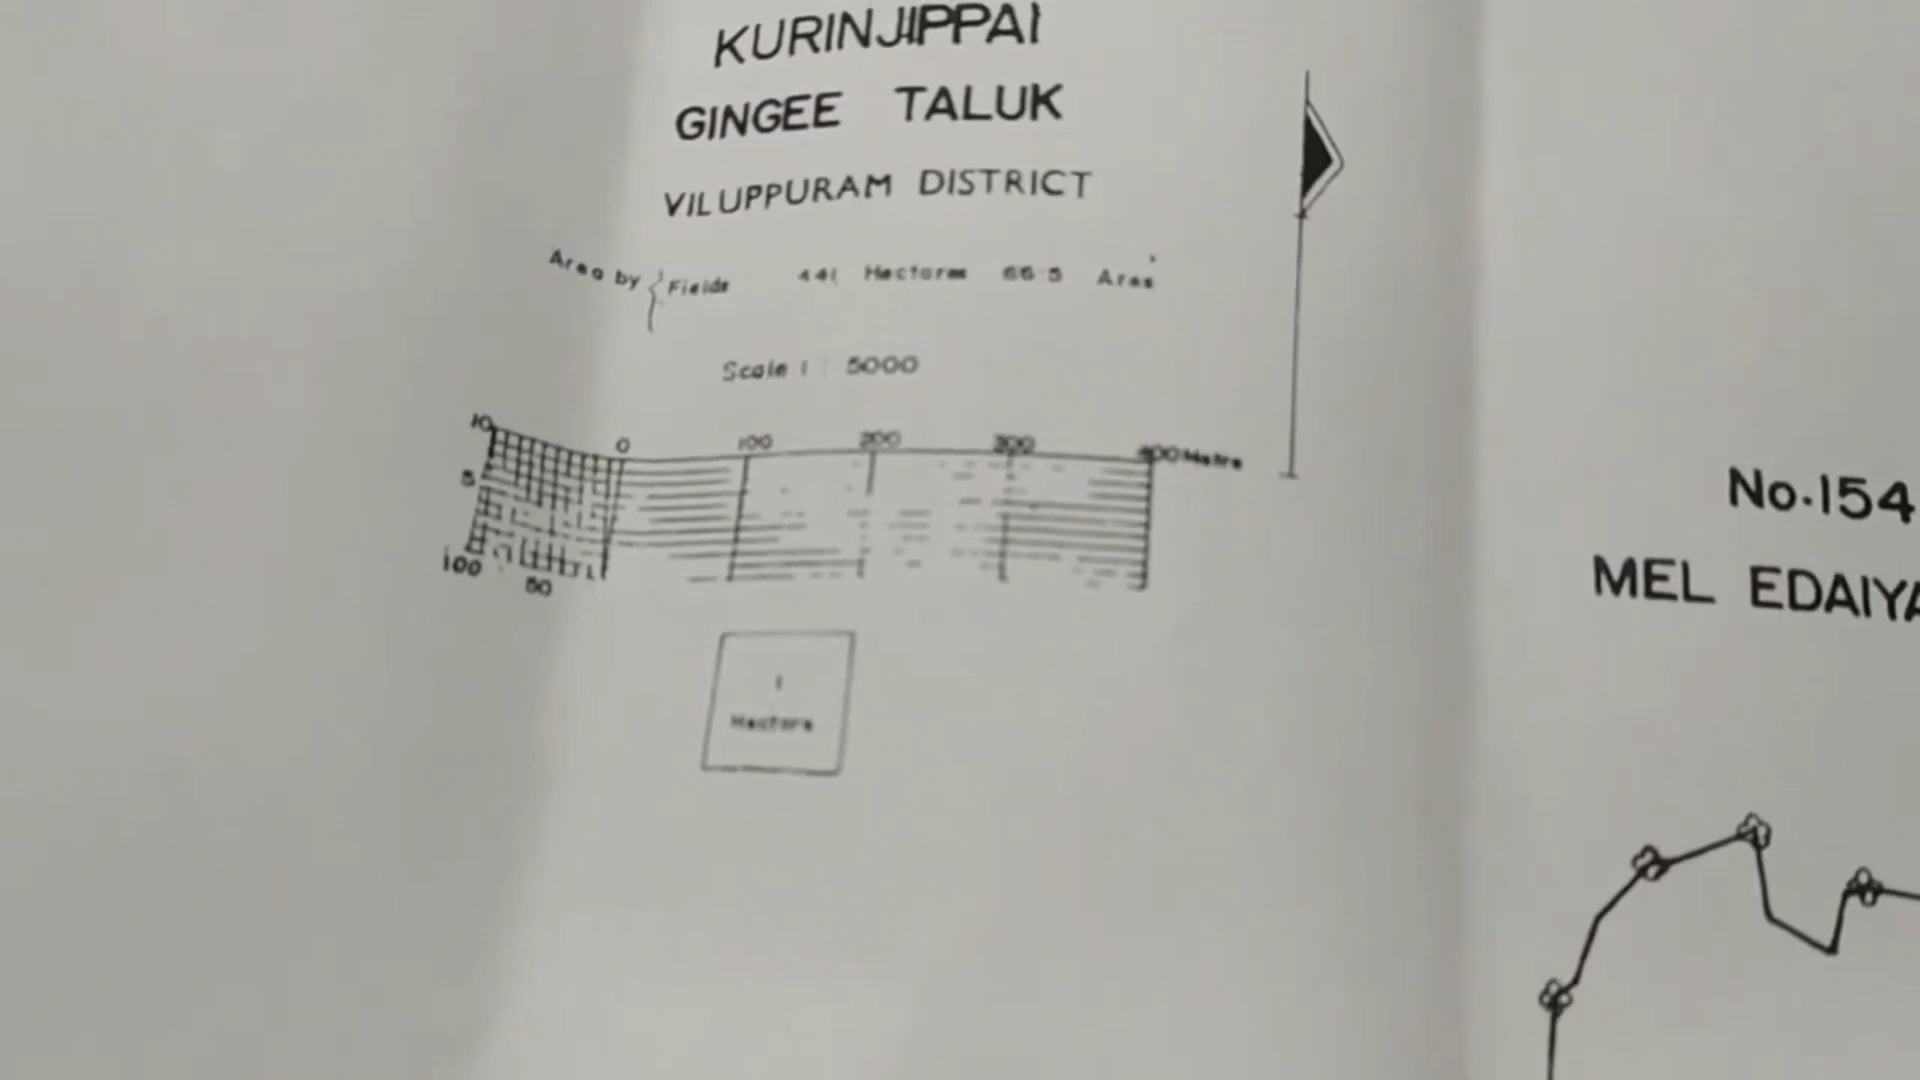 KURINJIPPAI
GINGEE TALUK
VILUPPURAM DISTRICT
Area by { Fields 441 Hectares 66.5 Ares
Scale 1 : 5000
10 0 100 200 300 400 Metre
5
100 50
1
Hectare
No.154
MEL EDAIYA